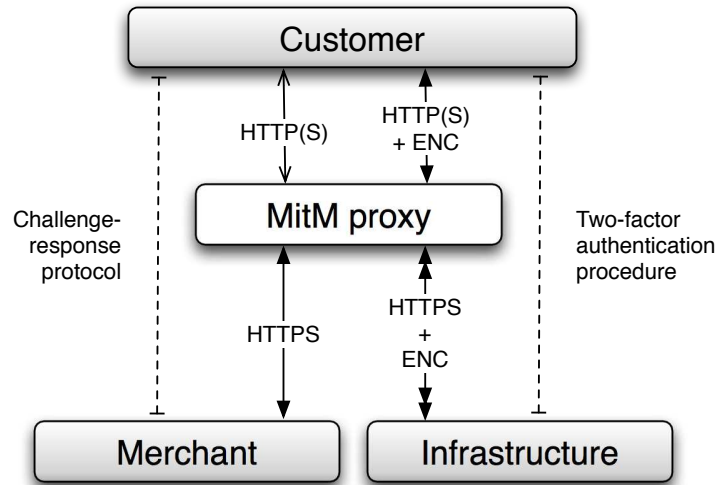 Customer
HTTP(S)
HTTP(S)
+ ENC
MitM proxy
Challenge-
response
protocol
Two-factor
authentication
procedure
HTTPS
HTTPS
+
ENC
Merchant
Infrastructure